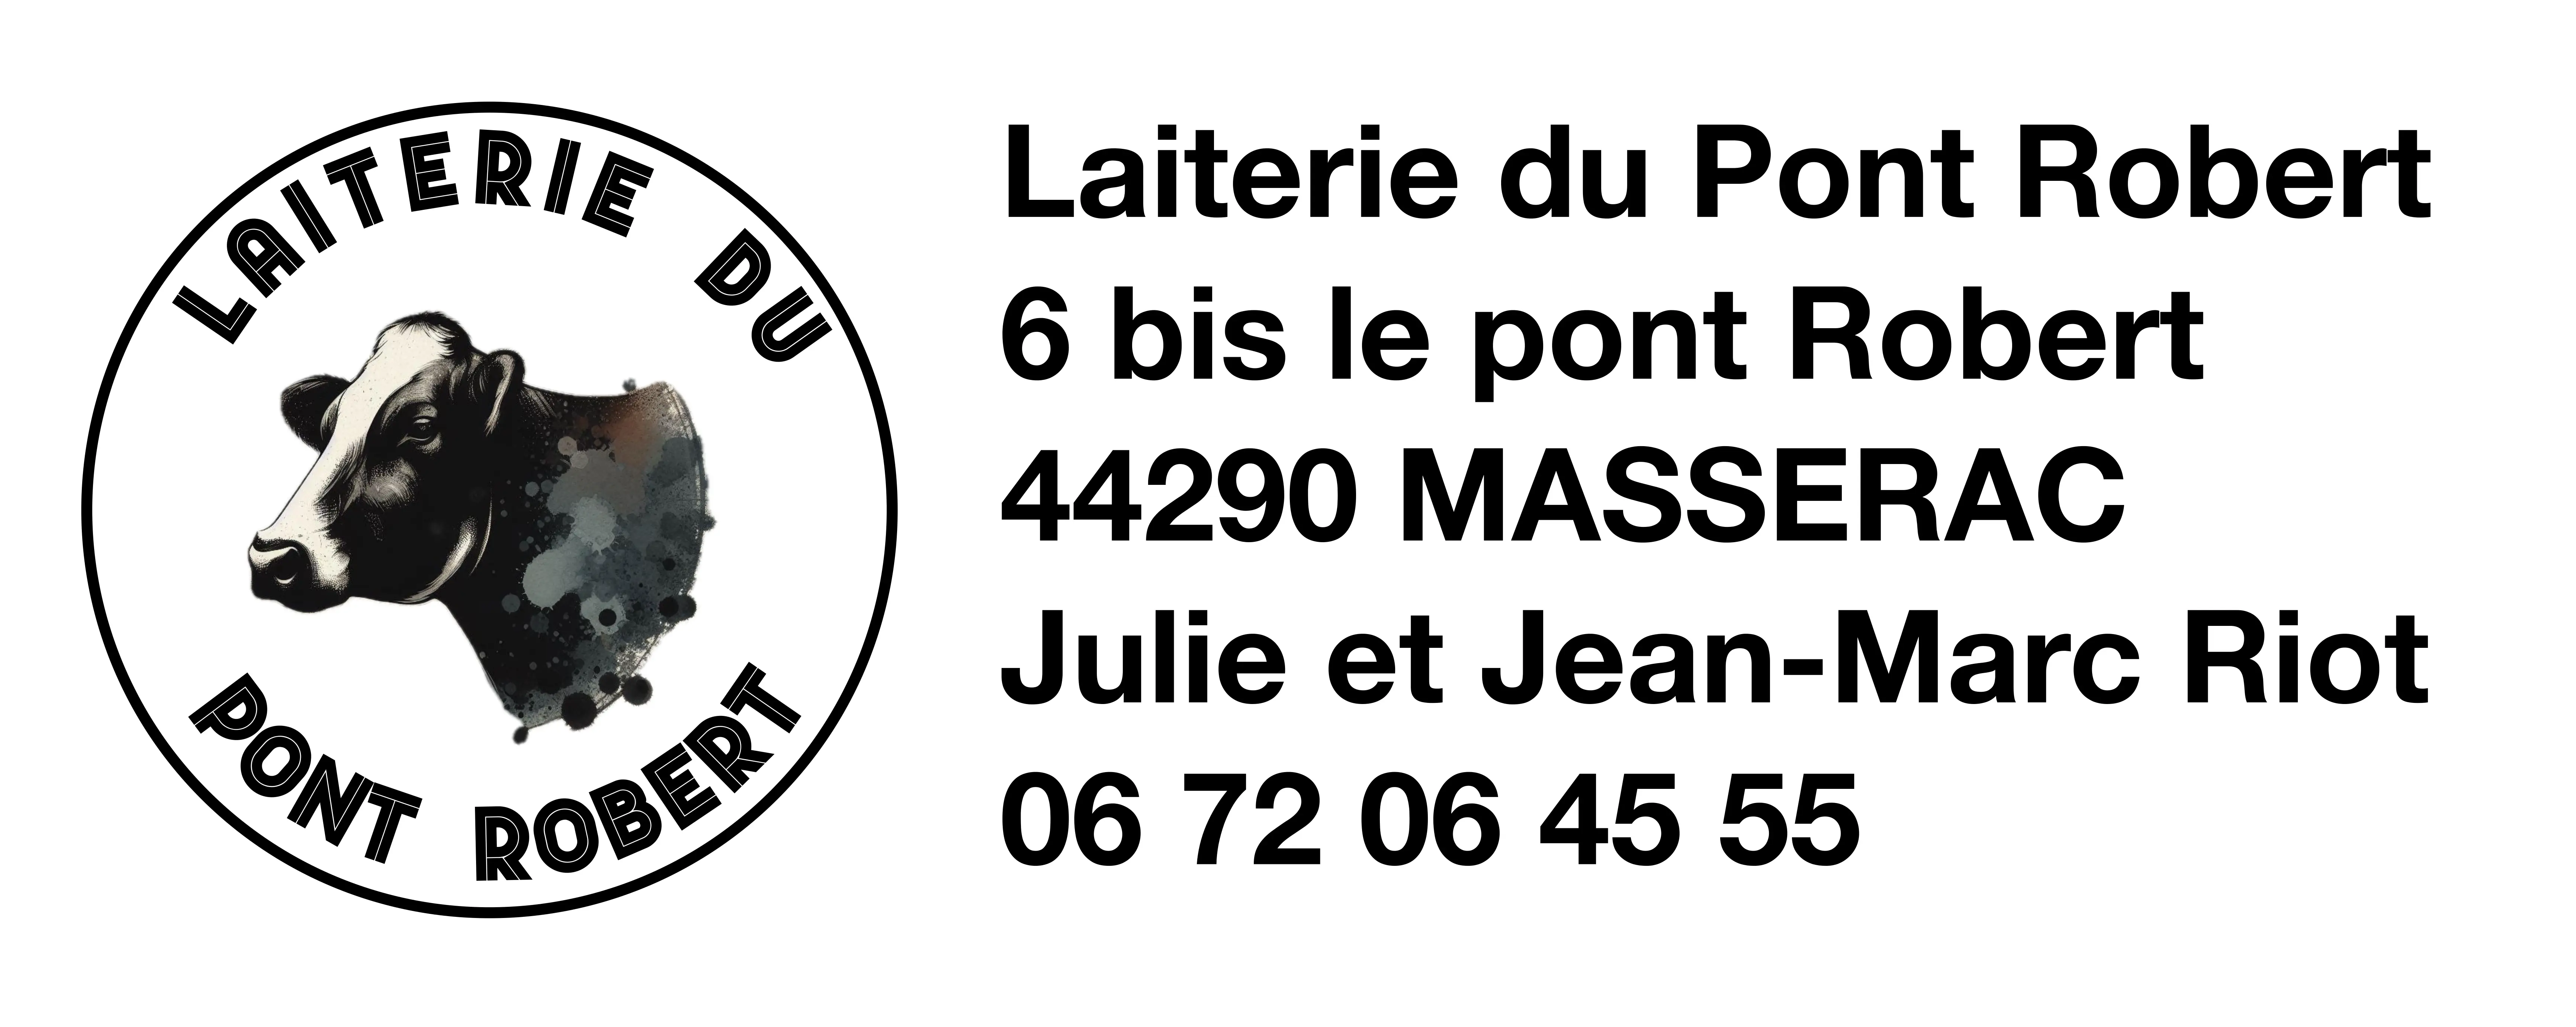 LAITERIE DU
PONT ROBERT
Laiterie du Pont Robert
6 bis le pont Robert
44290 MASSERAC
Julie et Jean-Marc Riot
06 72 06 45 55